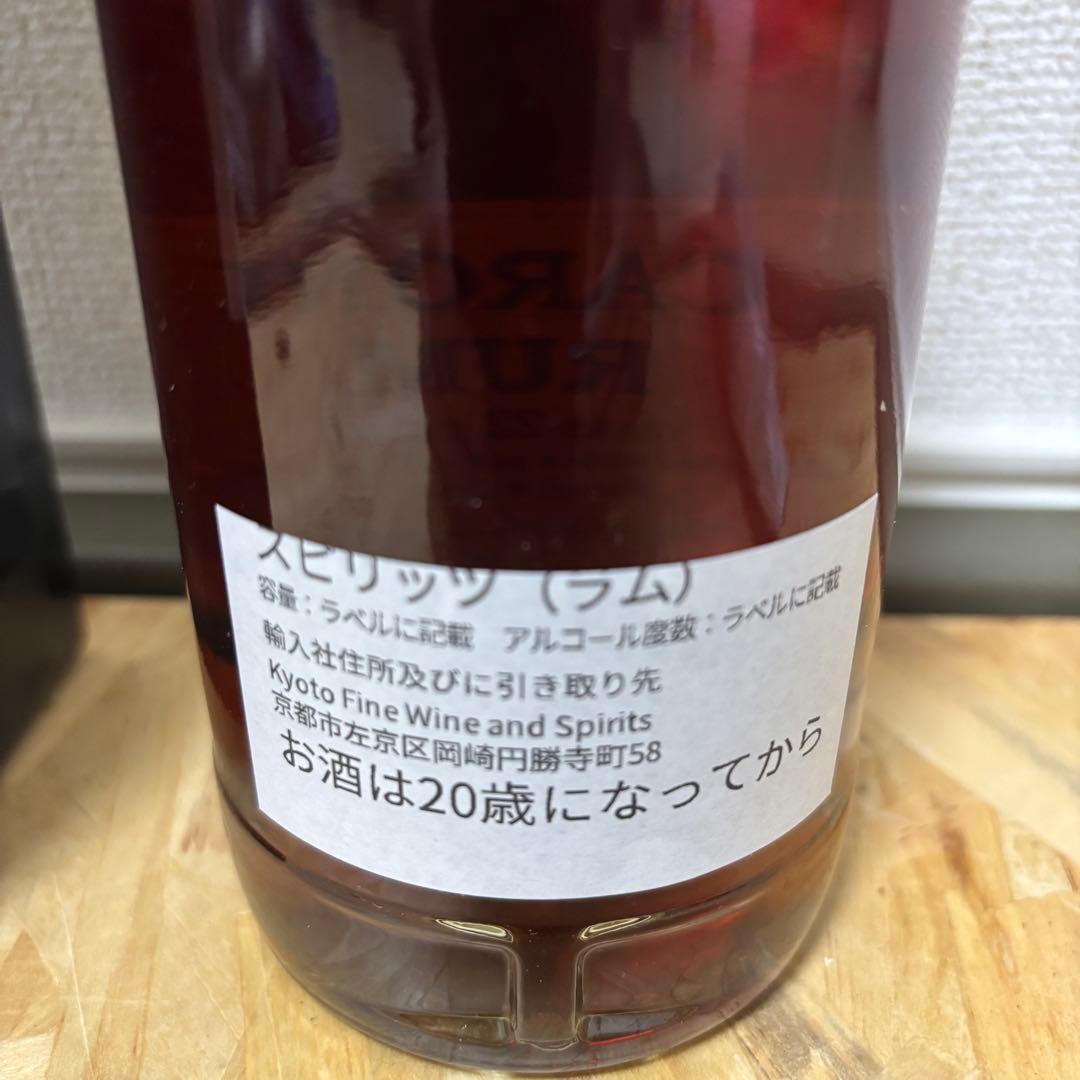 スピリッツ（ラム）
容量：ラベルに記載　アルコール度数：ラベルに記載
輸入社住所及びに引き取り先
Kyoto Fine Wine and Spirits
京都市左京区岡崎円勝寺町58
お酒は20歳になってから